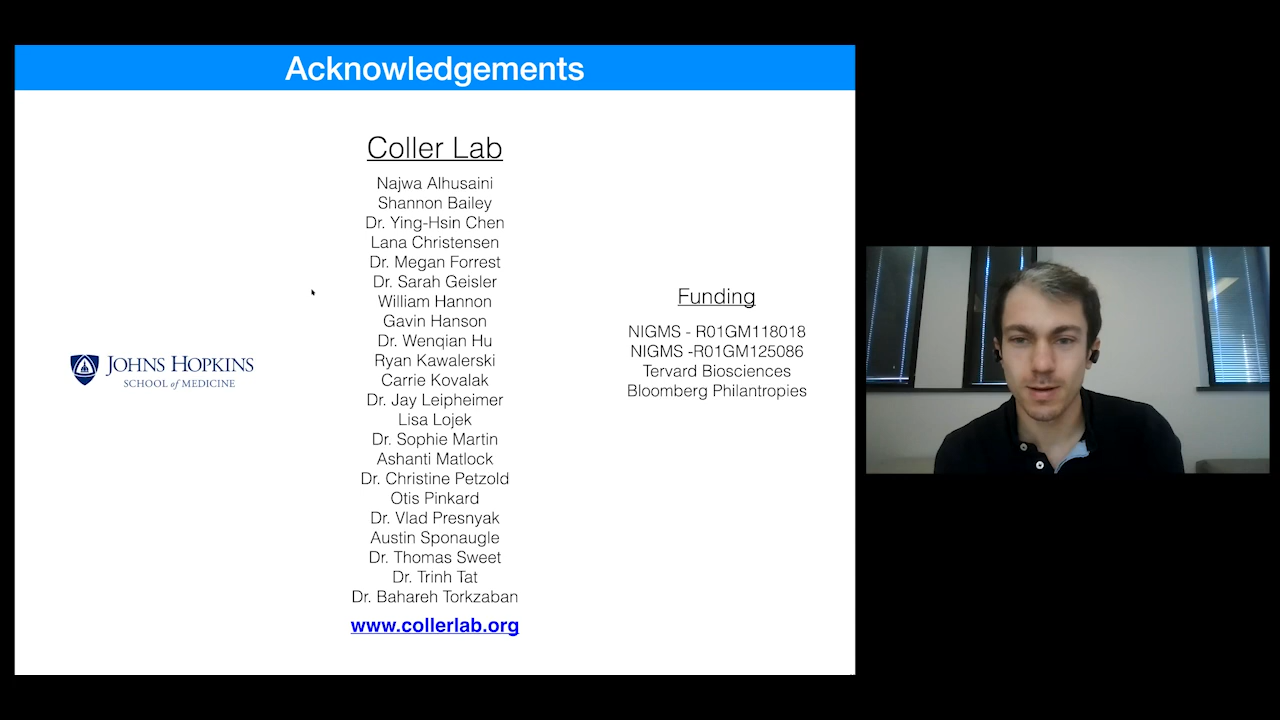 Acknowledgements
Coller Lab
Najwa Alhusaini
Shannon Bailey
Dr. Ying-Hsin Chen
Lana Christensen
Dr. Megan Forrest
Dr. Sarah Geisler
William Hannon
Gavin Hanson
Dr. Wenqian Hu
Ryan Kawalerski
Carrie Kovalak
Dr. Jay Leipheimer
Lisa Lojek
Dr. Sophie Martin
Ashanti Matlock
Dr. Christine Petzold
Otis Pinkard
Dr. Vlad Presnyak
Austin Sponaugle
Dr. Thomas Sweet
Dr. Trinh Tat
Dr. Bahareh Torkzaban
www.collerlab.org
JOHNS HOPKINS
SCHOOL of MEDICINE
Funding
NIGMS - R01GM118018
NIGMS -R01GM125086
Tervard Biosciences
Bloomberg Philantropies